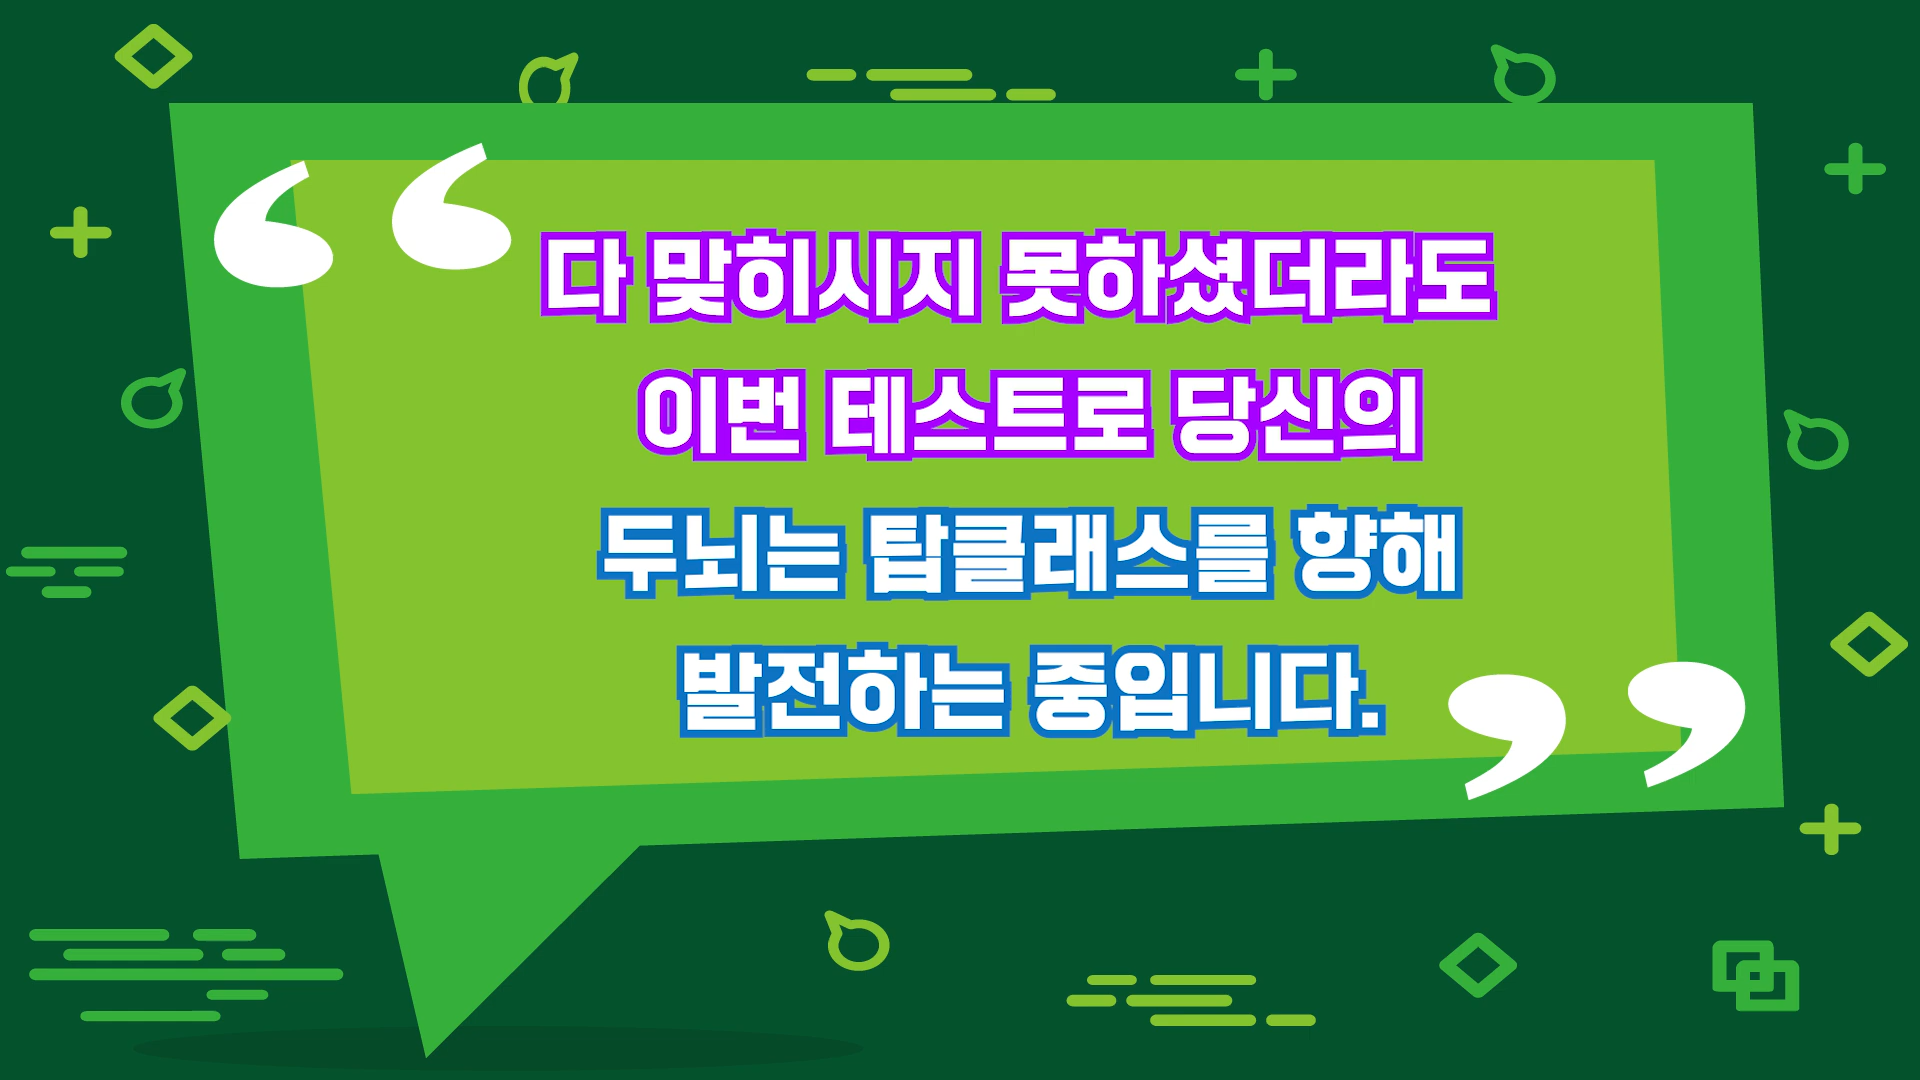 다 맞히시지 못하셨더라도
이번 테스트로 당신의
두뇌는 탑클래스를 향해
발전하는 중입니다.